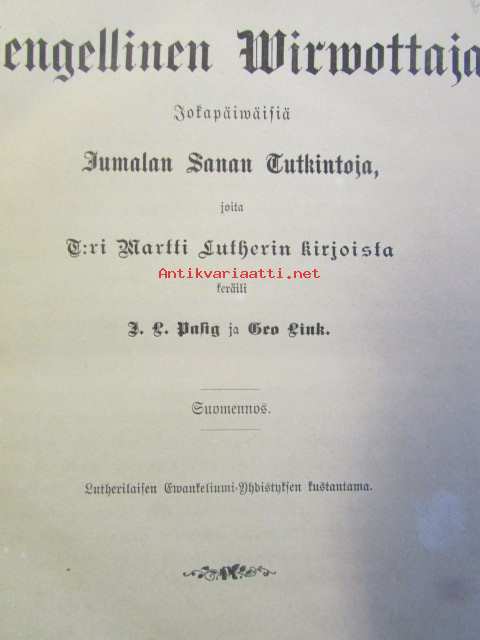 engellinen Wirwottaja
Jokapäiwäisiä
Jumalan Sanan Tutkintoja,
joita
T:ri Martti Lutherin kirjoista
Antikvariaatti.net
keräili
J. L. Pasig ja Geo Link.
Suomennos.
Lutherilaisen Ewankeliumi-Yhdistyksen kustantama.